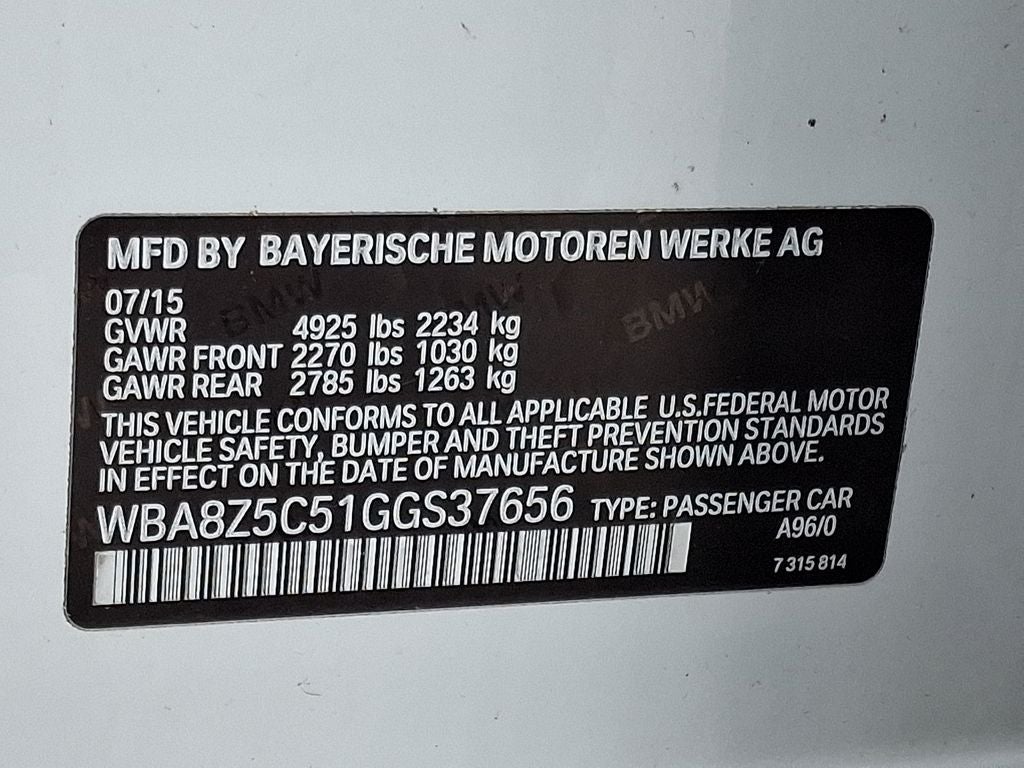 MFD BY BAYERISCHE MOTOREN WERKE AG
07/15
GVWR 4925 lbs 2234 kg
GAWR FRONT 2270 lbs 1030 kg
GAWR REAR 2785 lbs 1263 kg
BMW
BMW
THIS VEHICLE CONFORMS TO ALL APPLICABLE U.S.FEDERAL MOTOR
VEHICLE SAFETY, BUMPER AND THEFT PREVENTION STANDARDS
IN EFFECT ON THE DATE OF MANUFACTURE SHOWN ABOVE.
WBA8Z5C51GGS37656 TYPE: PASSENGER CAR
A96/0
7 315 814